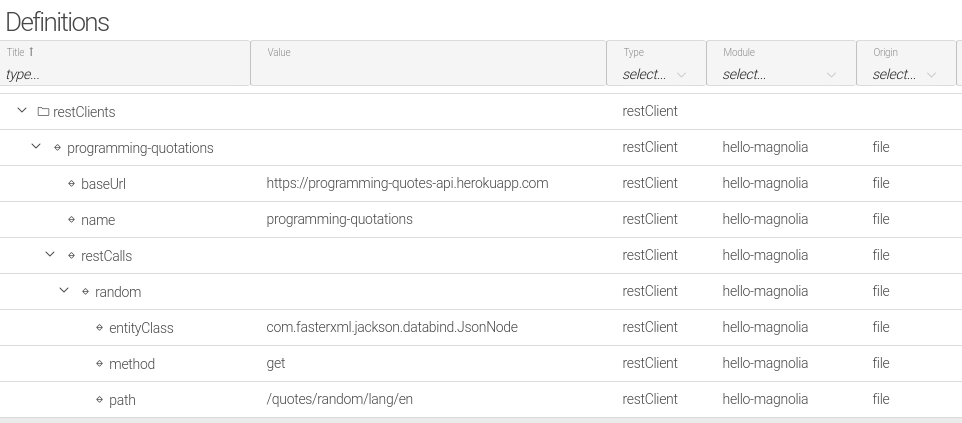 Definitions
Title ↑ Value Type Module Origin
type... select... select... select...
restClients restClient
programming-quotations restClient hello-magnolia file
baseUrl https://programming-quotes-api.herokuapp.com restClient hello-magnolia file
name programming-quotations restClient hello-magnolia file
restCalls restClient hello-magnolia file
random restClient hello-magnolia file
entityClass com.fasterxml.jackson.databind.JsonNode restClient hello-magnolia file
method get restClient hello-magnolia file
path /quotes/random/lang/en restClient hello-magnolia file